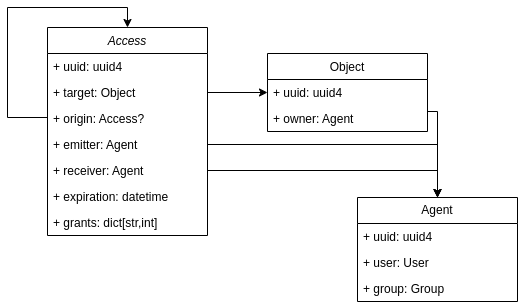 Access
+ uuid: uuid4
+ target: Object
+ origin: Access?
+ emitter: Agent
+ receiver: Agent
+ expiration: datetime
+ grants: dict[str,int]
Object
+ uuid: uuid4
+ owner: Agent
Agent
+ uuid: uuid4
+ user: User
+ group: Group